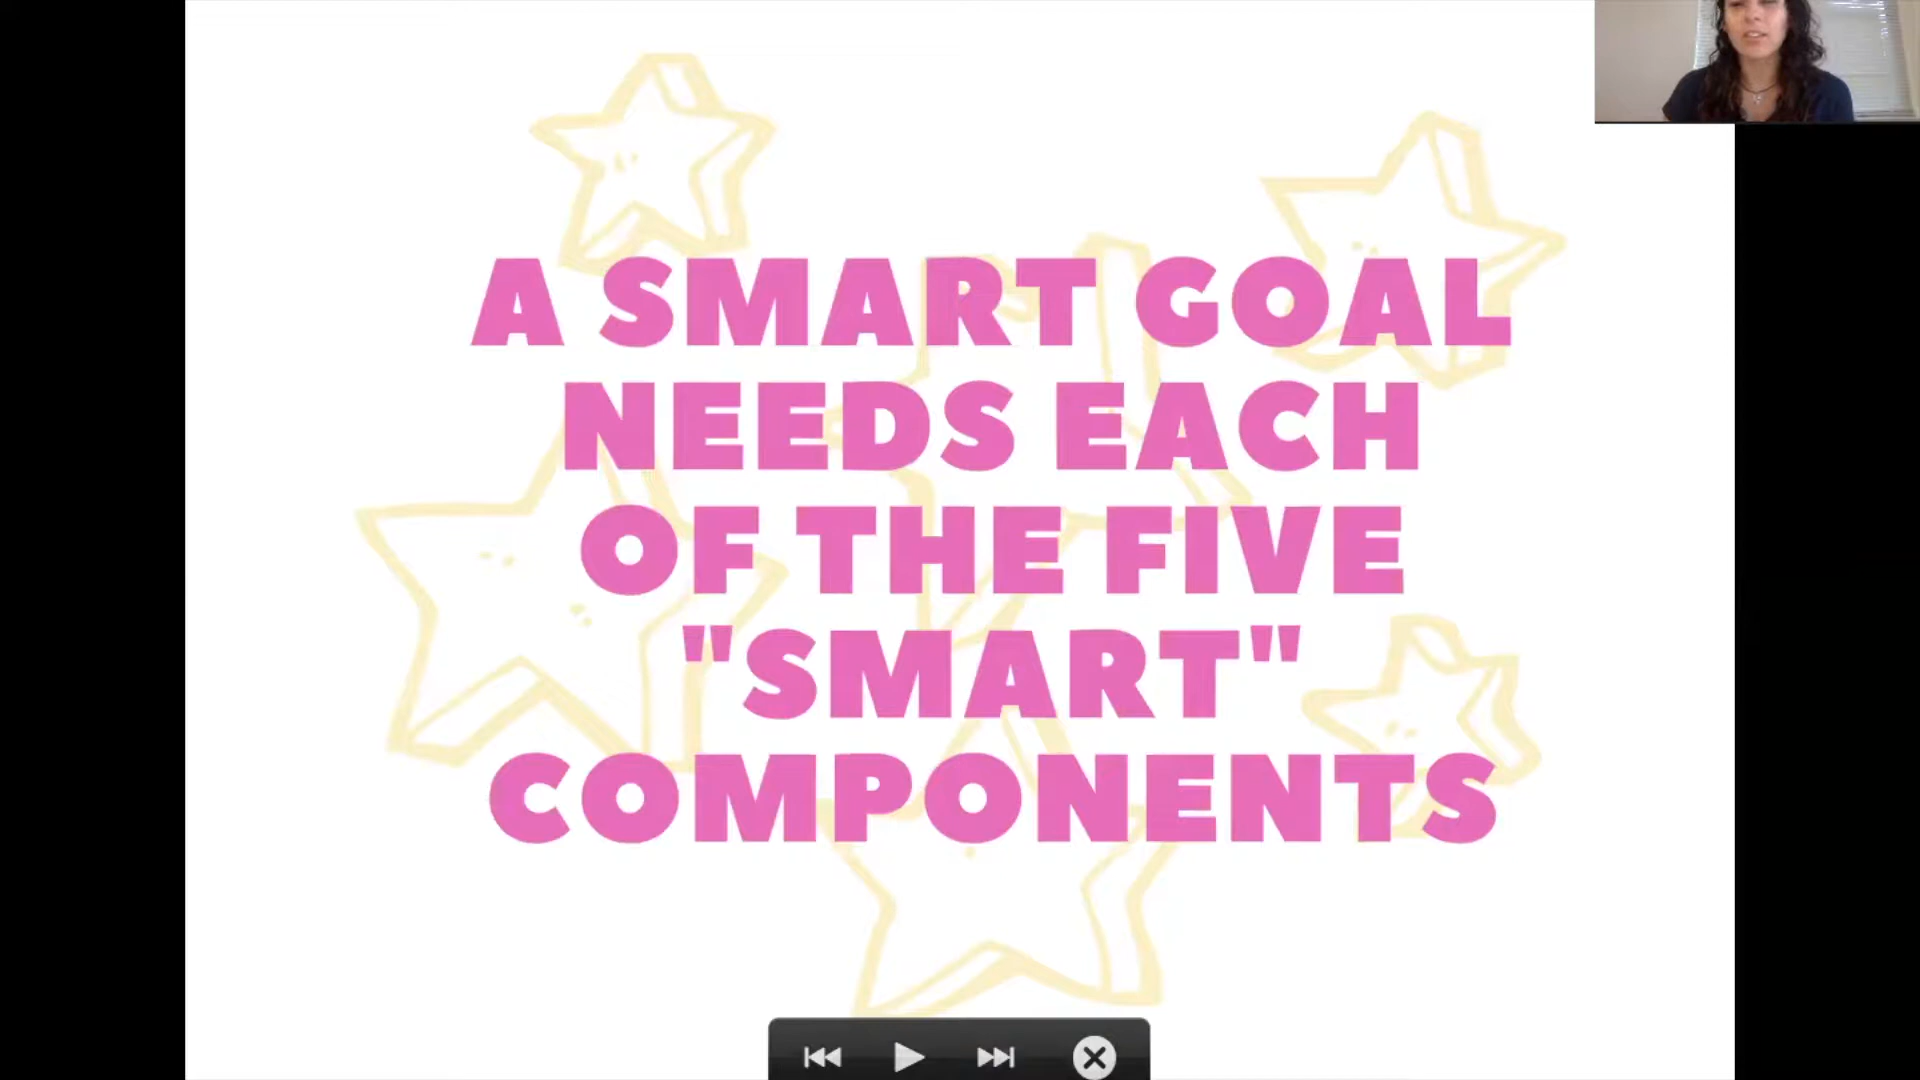 A SMART GOAL
NEEDS EACH
OF THE FIVE
"SMART"
COMPONENTS